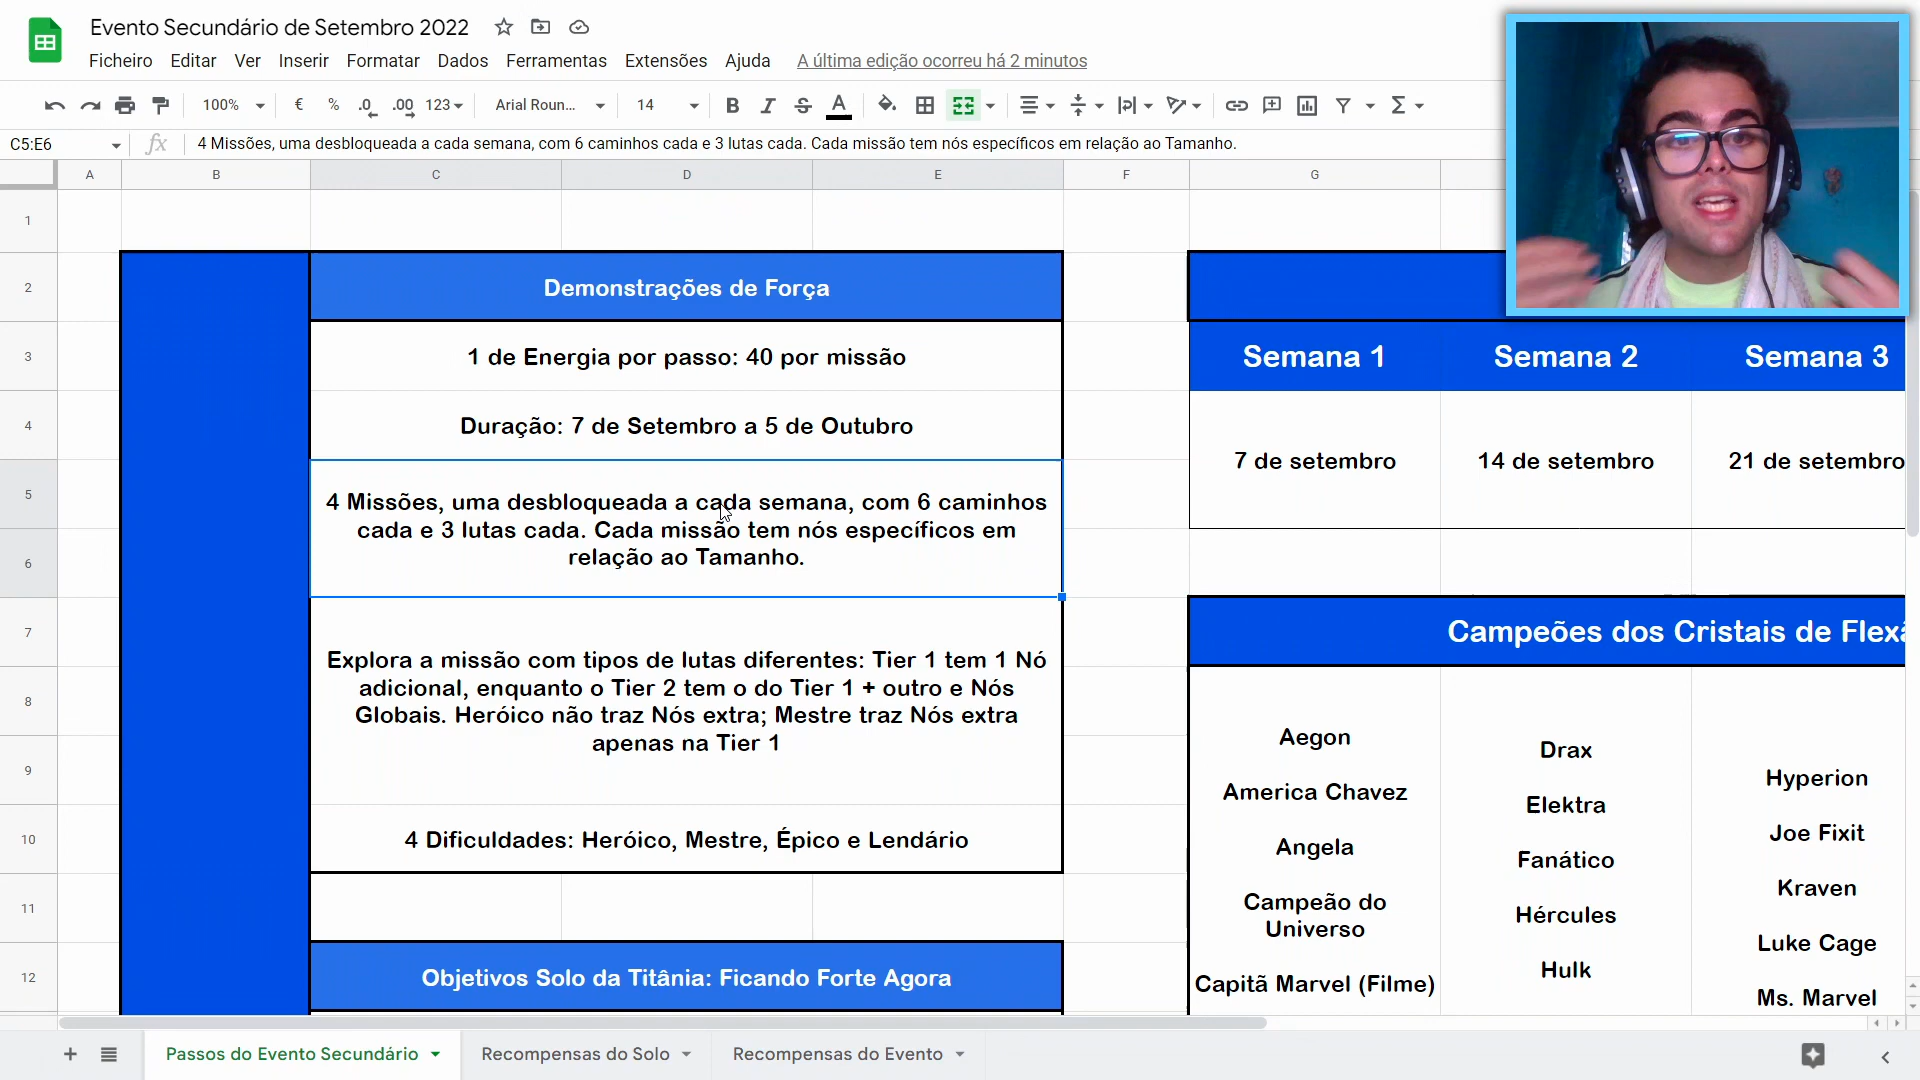 Evento Secundário de Setembro 2022
Ficheiro Editar Ver Inserir Formatar Dados Ferramentas Extensões Ajuda A última edição ocorreu há 2 minutos
100% € % .0 .00 123 Arial Roun... 14 B I S A
C5:E6 fx 4 Missões, uma desbloqueada a cada semana, com 6 caminhos cada e 3 lutas cada. Cada missão tem nós específicos em relação ao Tamanho.
A B C D E F G
1
2
3
4
5
6
7
8
9
10
11
12
Demonstrações de Força
1 de Energia por passo: 40 por missão
Duração: 7 de Setembro a 5 de Outubro
4 Missões, uma desbloqueada a cada semana, com 6 caminhos
cada e 3 lutas cada. Cada missão tem nós específicos em
relação ao Tamanho.
Explora a missão com tipos de lutas diferentes: Tier 1 tem 1 Nó
adicional, enquanto o Tier 2 tem o do Tier 1 + outro e Nós
Globais. Heróico não traz Nós extra; Mestre traz Nós extra
apenas na Tier 1
4 Dificuldades: Heróico, Mestre, Épico e Lendário
Objetivos Solo da Titânia: Ficando Forte Agora
Semana 1 Semana 2 Semana 3
7 de setembro 14 de setembro 21 de setembro
Campeões dos Cristais de Flexã
Aegon
America Chavez
Angela
Campeão do
Universo
Capitã Marvel (Filme)
Drax
Elektra
Fanático
Hércules
Hulk
Hyperion
Joe Fixit
Kraven
Luke Cage
Ms. Marvel
Passos do Evento Secundário Recompensas do Solo Recompensas do Evento